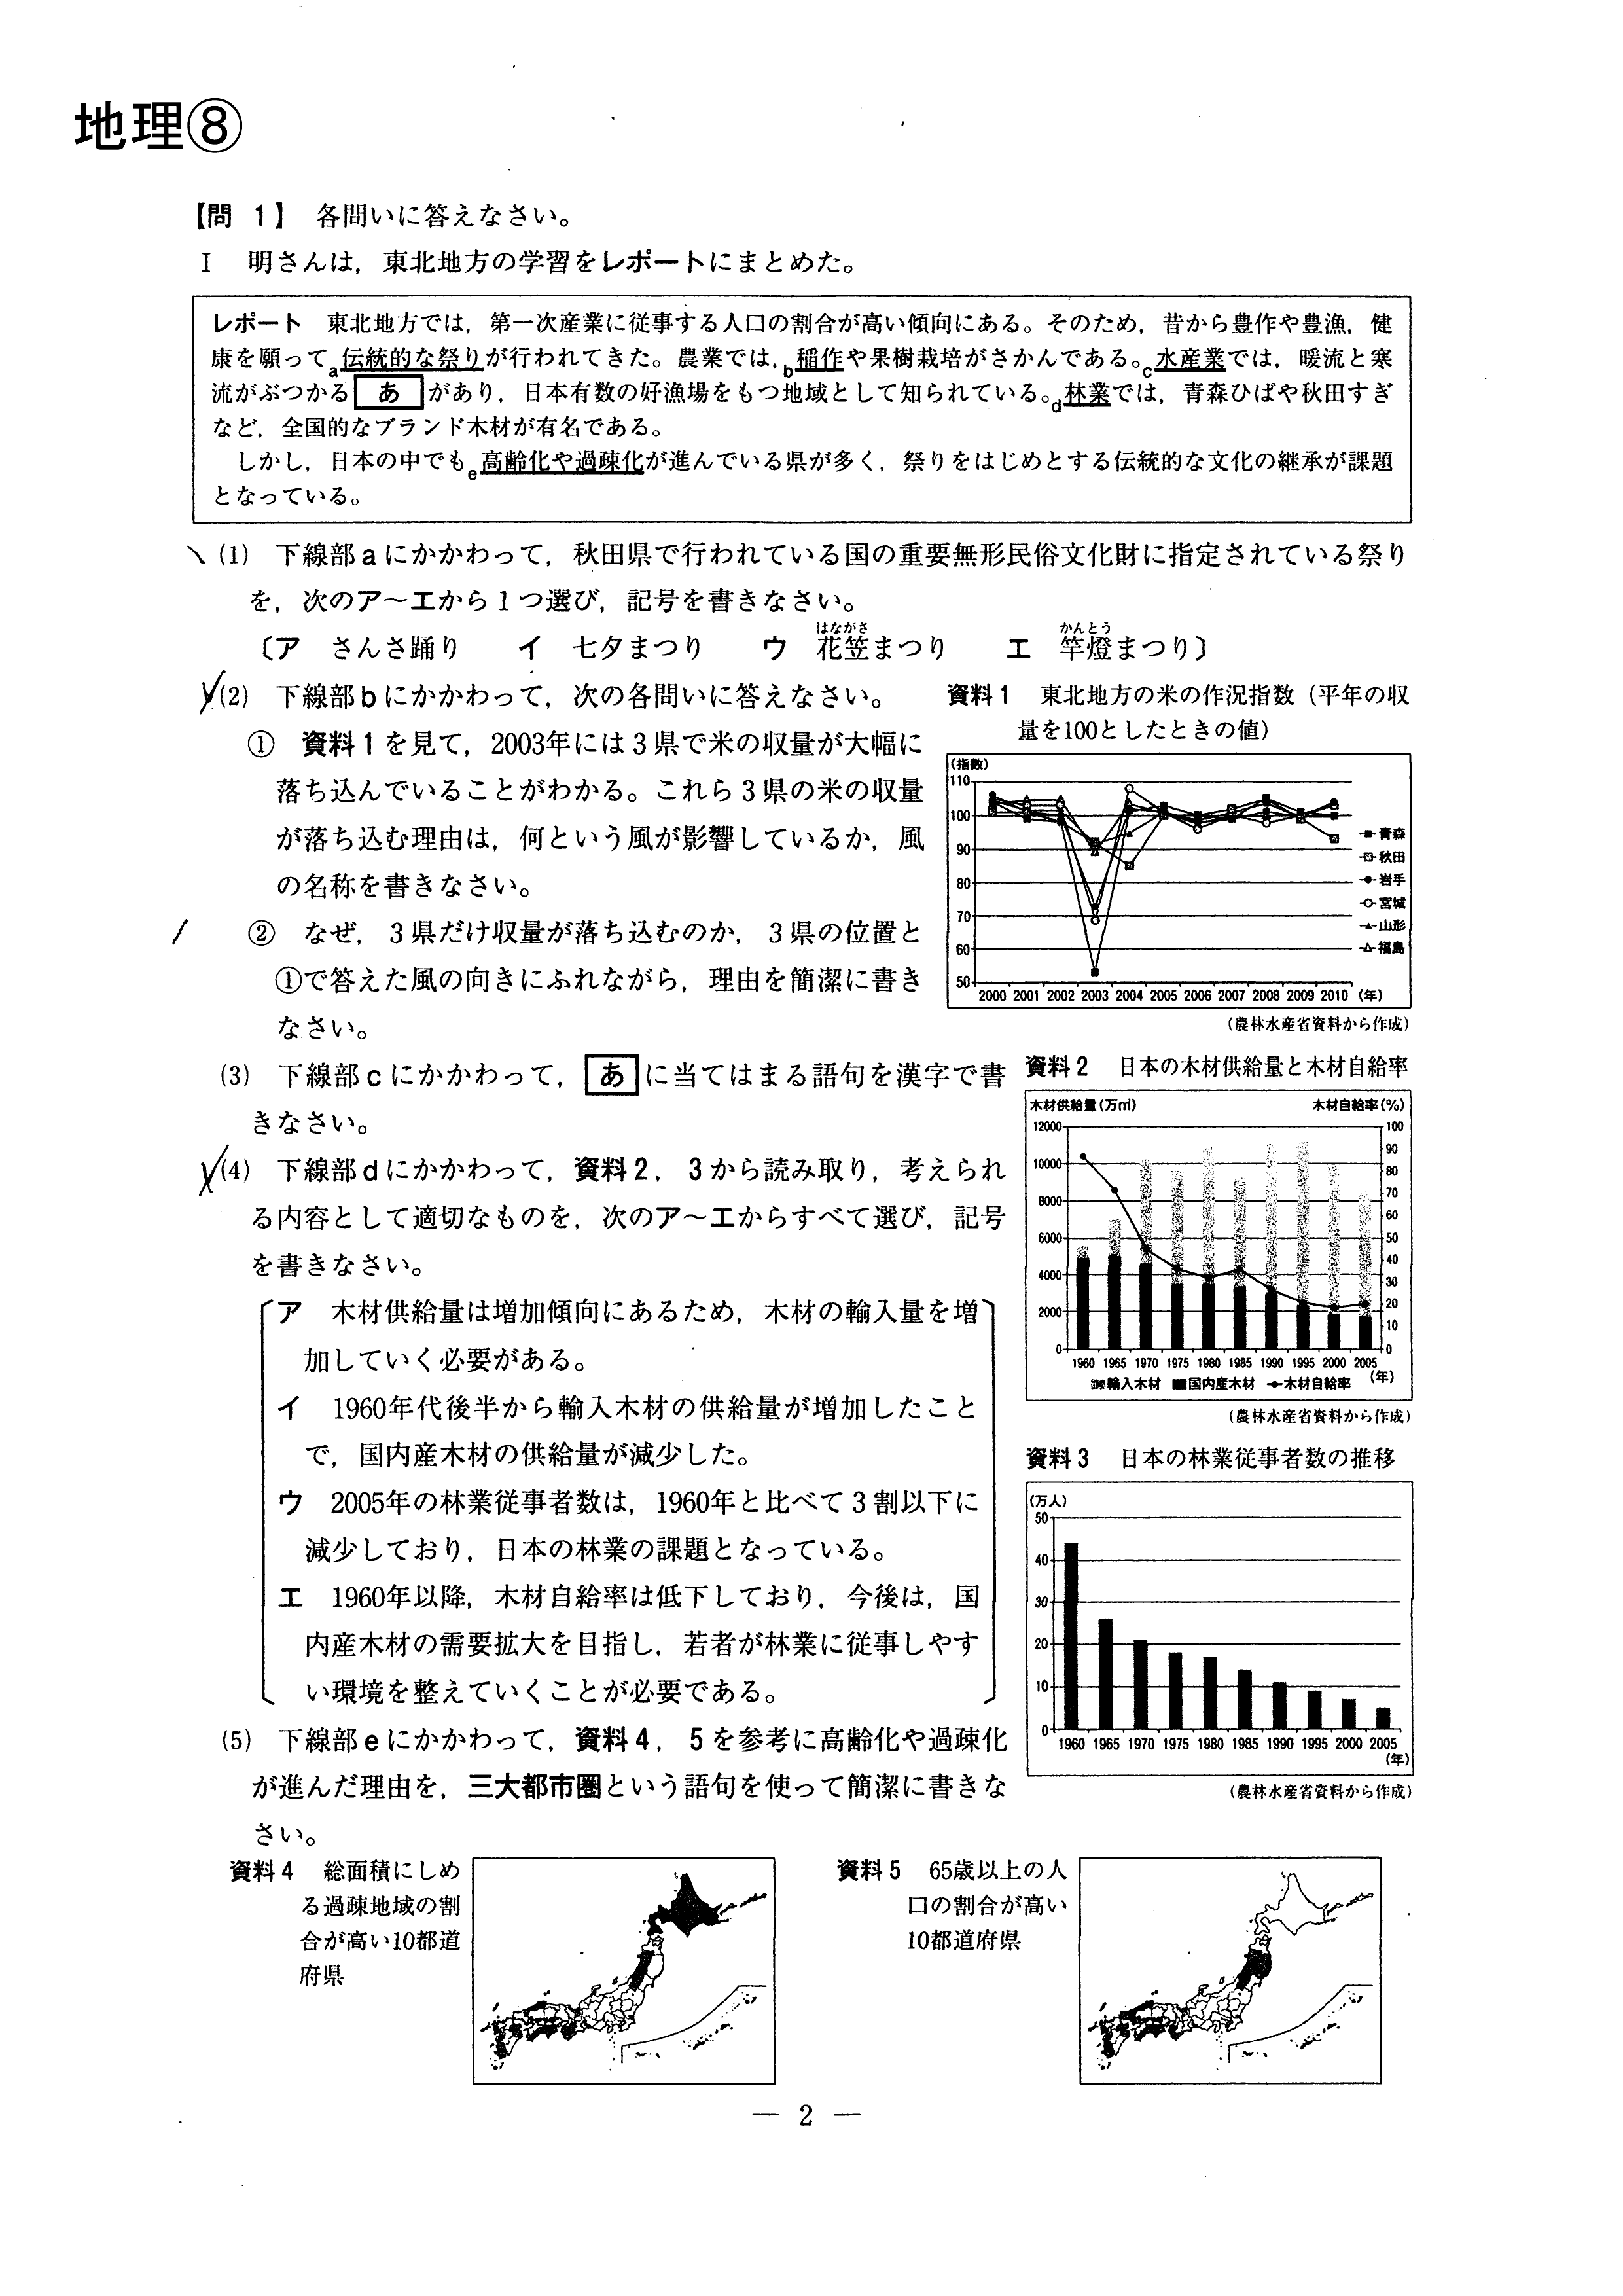 地理⑧
【問 1】 各問いに答えなさい。
Ⅰ 明さんは，東北地方の学習をレポートにまとめた。
レポート 東北地方では，第一次産業に従事する人口の割合が高い傾向にある。そのため，昔から豊作や豊漁，健
康を願ってa伝統的な祭りが行われてきた。農業では，b稲作や果樹栽培がさかんである。c水産業では，暖流と寒
流がぶつかる あ があり，日本有数の好漁場をもつ地域として知られている。d林業では，青森ひばや秋田すぎ
など，全国的なブランド木材が有名である。
しかし，日本の中でもe高齢化や過疎化が進んでいる県が多く，祭りをはじめとする伝統的な文化の継承が課題
となっている。
(1) 下線部aにかかわって，秋田県で行われている国の重要無形民俗文化財に指定されている祭り
を，次のア～エから1つ選び，記号を書きなさい。
はながさ かんとう
〔ア さんさ踊り イ 七夕まつり ウ 花笠まつり エ 竿燈まつり〕
(2) 下線部bにかかわって，次の各問いに答えなさい。
① 資料1を見て，2003年には3県で米の収量が大幅に
落ち込んでいることがわかる。これら3県の米の収量
が落ち込む理由は，何という風が影響しているか，風
の名称を書きなさい。
② なぜ，3県だけ収量が落ち込むのか，3県の位置と
①で答えた風の向きにふれながら，理由を簡潔に書き
なさい。
資料1 東北地方の米の作況指数（平年の収
量を100としたときの値）
(指数)
110
100
90
80
70
60
50
2000 2001 2002 2003 2004 2005 2006 2007 2008 2009 2010 (年)
青森
秋田
岩手
宮城
山形
福島
（農林水産省資料から作成）
(3) 下線部cにかかわって， あ に当てはまる語句を漢字で書
きなさい。
(4) 下線部dにかかわって，資料2，3から読み取り，考えられ
る内容として適切なものを，次のア～エからすべて選び，記号
を書きなさい。
ア 木材供給量は増加傾向にあるため，木材の輸入量を増
加していく必要がある。
イ 1960年代後半から輸入木材の供給量が増加したこと
で，国内産木材の供給量が減少した。
ウ 2005年の林業従事者数は，1960年と比べて3割以下に
減少しており，日本の林業の課題となっている。
エ 1960年以降，木材自給率は低下しており，今後は，国
内産木材の需要拡大を目指し，若者が林業に従事しやす
い環境を整えていくことが必要である。
資料2 日本の木材供給量と木材自給率
木材供給量(万㎥) 木材自給率(%)
12000
10000
8000
6000
4000
2000
0
100
90
80
70
60
50
40
30
20
10
0
1960 1965 1970 1975 1980 1985 1990 1995 2000 2005
(年)
輸入木材 国内産木材 木材自給率
（農林水産省資料から作成）
資料3 日本の林業従事者数の推移
(万人)
50
40
30
20
10
0
1960 1965 1970 1975 1980 1985 1990 1995 2000 2005
(年)
（農林水産省資料から作成）
(5) 下線部eにかかわって，資料4，5を参考に高齢化や過疎化
が進んだ理由を，三大都市圏という語句を使って簡潔に書きな
さい。
資料4 総面積にしめ
る過疎地域の割
合が高い10都道
府県
資料5 65歳以上の人
口の割合が高い
10都道府県
― 2 ―